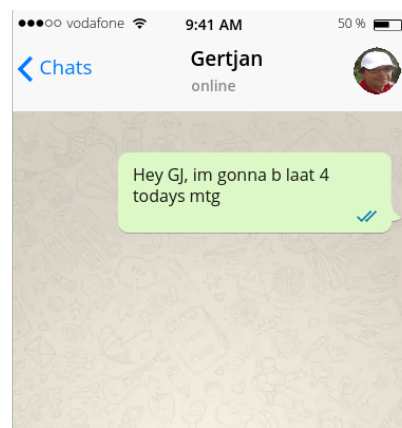 vodafone 9:41 AM 50 %
Chats Gertjan
online
Hey GJ, im gonna b laat 4
todays mtg